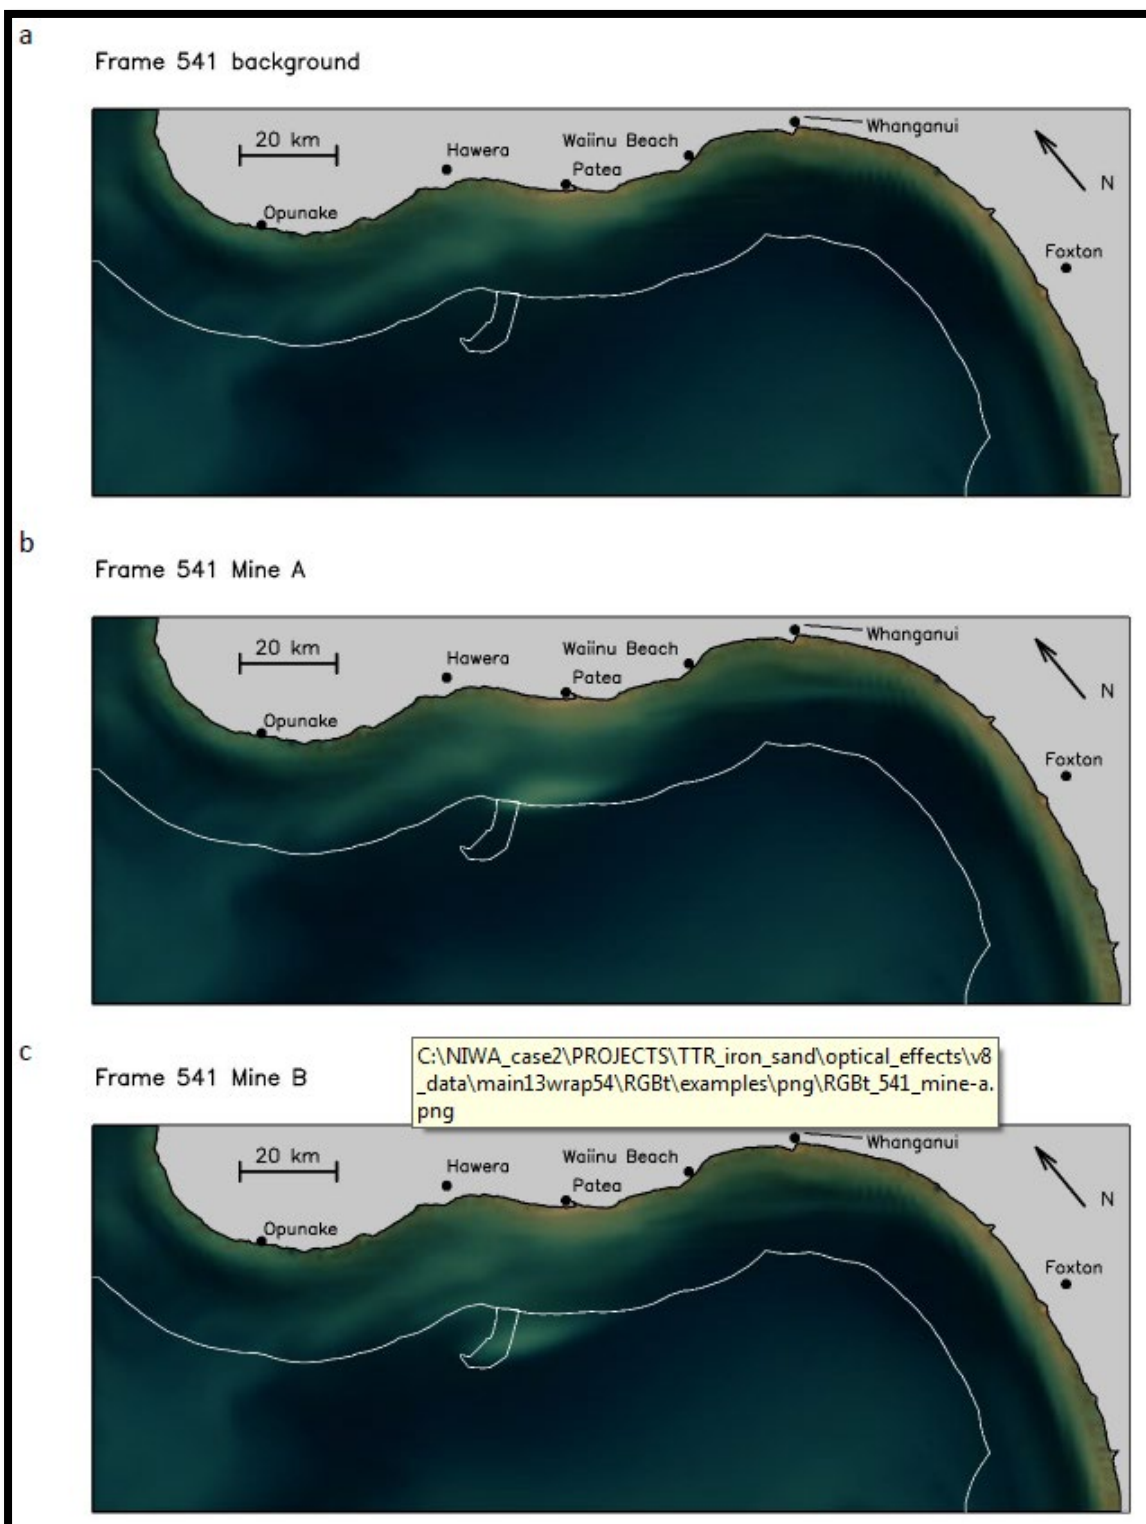 a
Frame 541 background
20 km
Hawera
Waiinu Beach
Patea
Whanganui
N
Opunake
Foxton
b
Frame 541 Mine A
20 km
Hawera
Waiinu Beach
Patea
Whanganui
N
Opunake
Foxton
c
Frame 541 Mine B
C:\NIWA_case2\PROJECTS\TTR_iron_sand\optical_effects\v8
_data\main13wrap54\RGBt\examples\png\RGBt_541_mine-a.
png
20 km
Hawera
Waiinu Beach
Patea
Whanganui
N
Opunake
Foxton